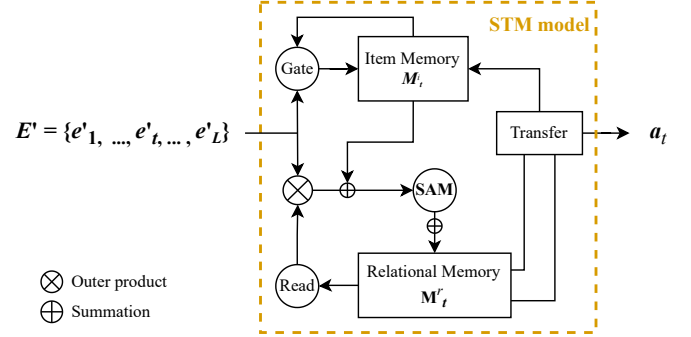 STM model
Gate
Item Memory
M^i_t
E' = {e'_1, ..., e'_t, ... , e'_L}
Transfer
a_t
SAM
Read
Relational Memory
M^r_t
Outer product
Summation